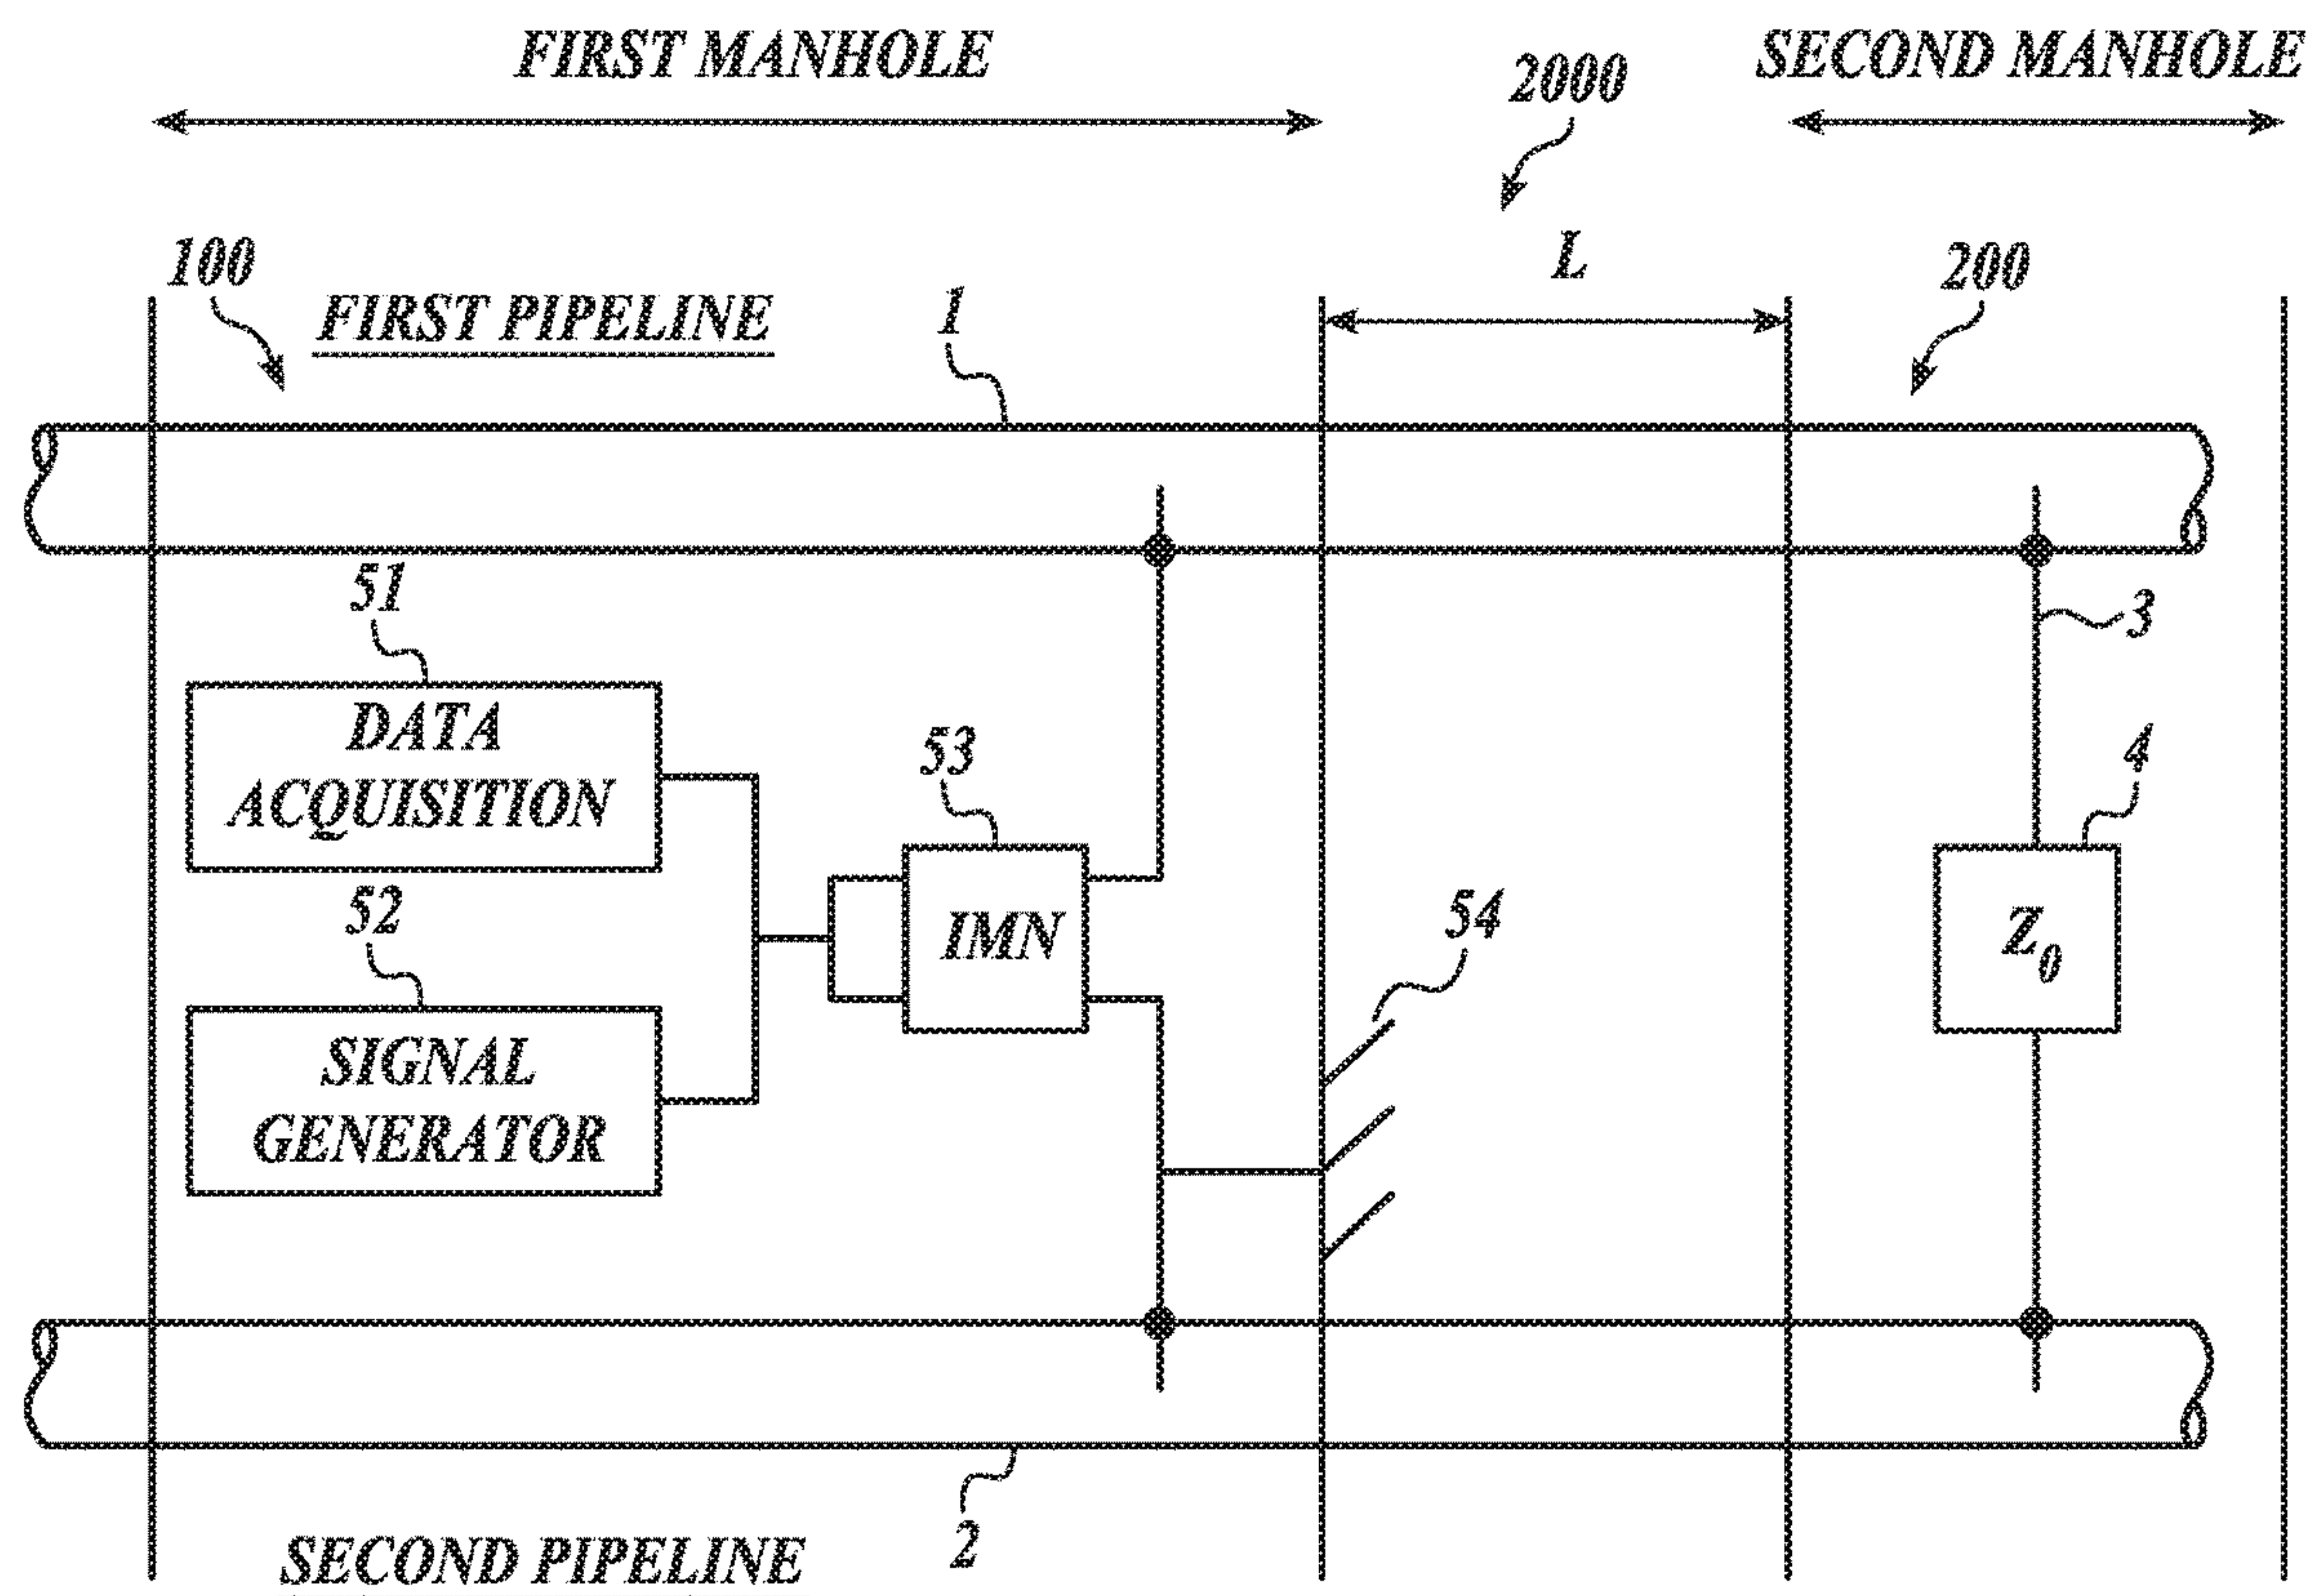 FIRST MANHOLE
SECOND MANHOLE
2000
L
100
200
FIRST PIPELINE
1
51
3
DATA
ACQUISITION
53
4
52
IMN
54
Z0
SIGNAL
GENERATOR
2
SECOND PIPELINE